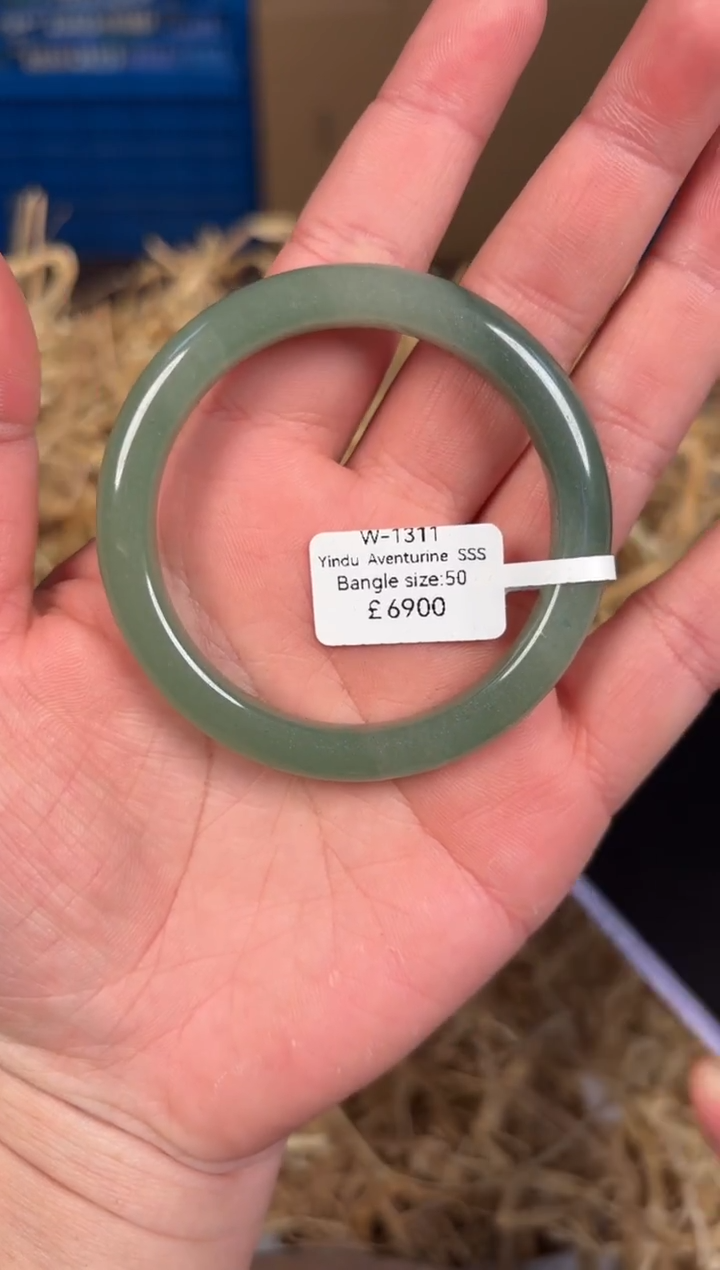 W-1311
Yindu Aventurine SSS
Bangle size:50
£6900